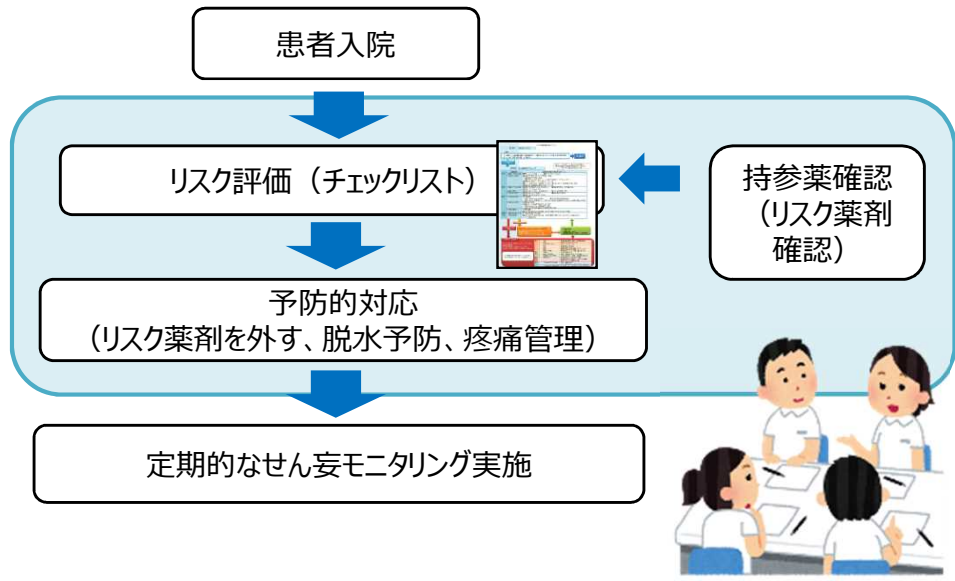 患者入院
リスク評価（チェックリスト）
持参薬確認
（リスク薬剤
確認）
予防的対応
（リスク薬剤を外す、脱水予防、疼痛管理）
定期的なせん妄モニタリング実施